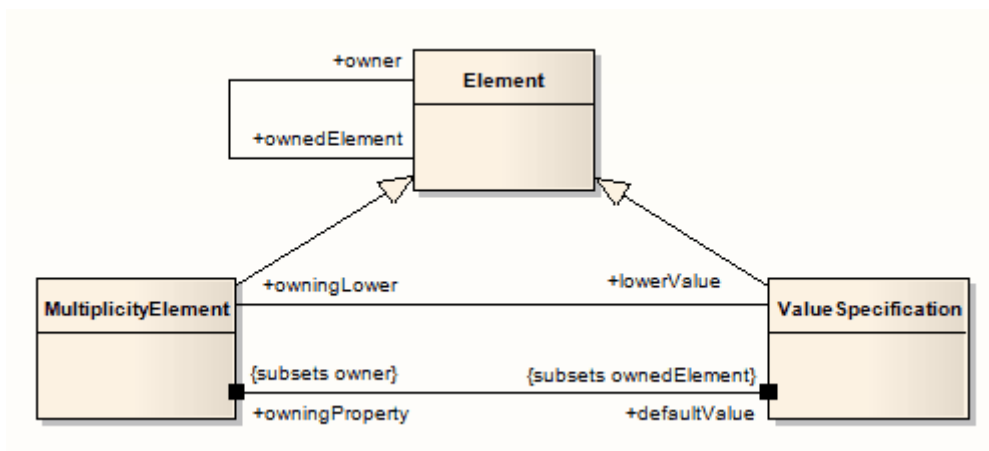 +owner
Element
+ownedElement
+owningLower
+lowerValue
MultiplicityElement
ValueSpecification
{subsets owner}
{subsets ownedElement}
+owningProperty
+defaultValue